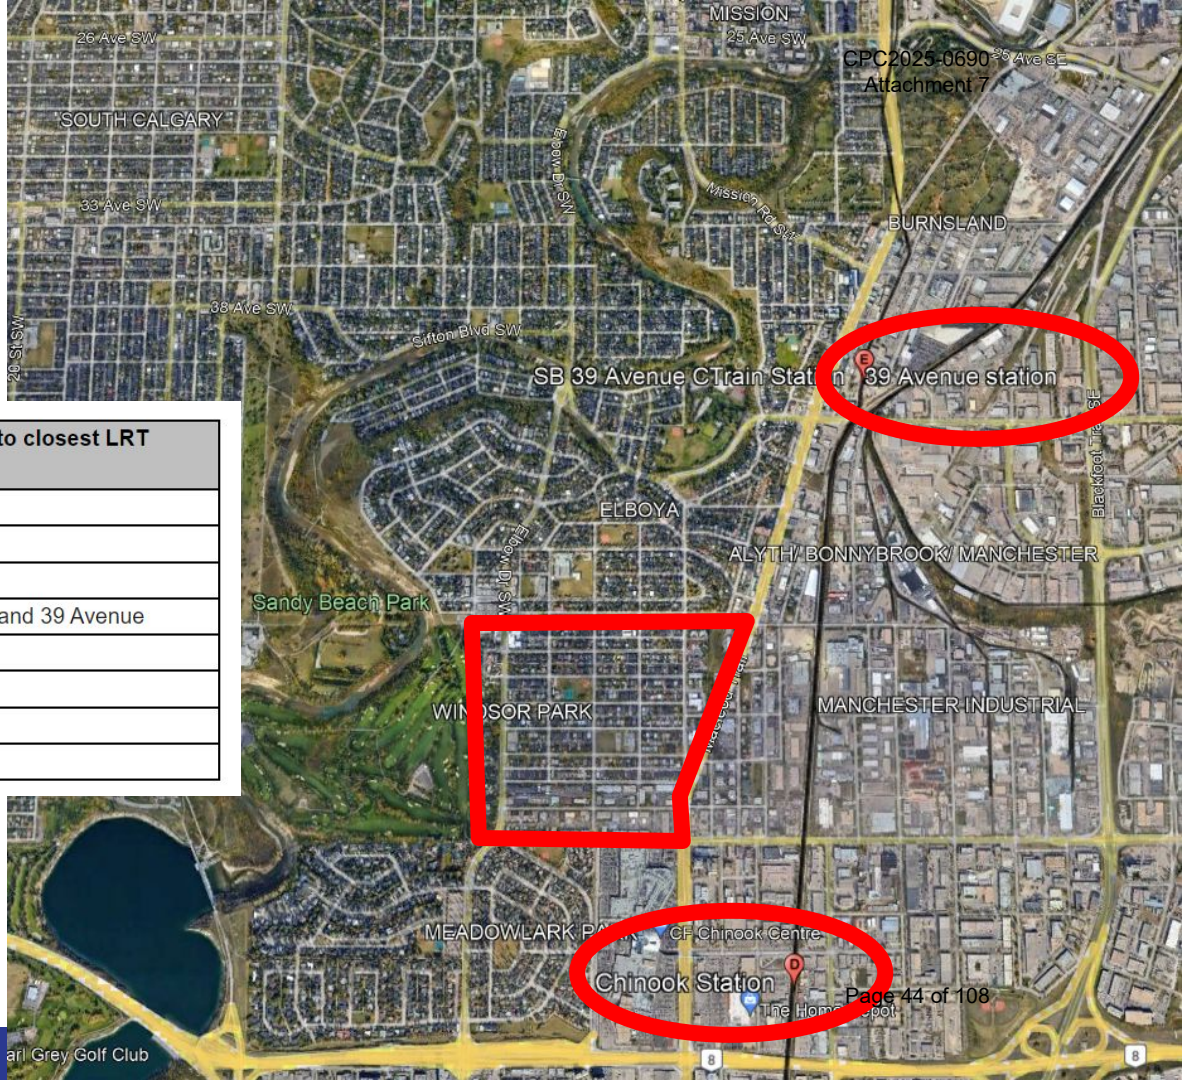 MISSION
26 Ave SW
25 Ave SW
CPC2025-0690
25 Ave SE
Attachment 7
SOUTH CALGARY
Elbow Dr SW
33 Ave SW
Mission Rd SW
BURNSLAND
38 Ave SW
Sifton Blvd SW
20 St SW
SB 39 Avenue CTrain Stati n
E
39 Avenue station
Blackfoot Tra SE
to closest LRT
and 39 Avenue
ELBOYA
Elbow Dr SW
ALYTH/ BONNYBROOK/ MANCHESTER
Sandy Beach Park
WINDSOR PARK
Macleod Trail
MANCHESTER INDUSTRIAL
MEADOWLARK PARK
CF Chinook Centre
Chinook Station
D
Page 44 of 108
The Home Depot
arl Grey Golf Club
8
8